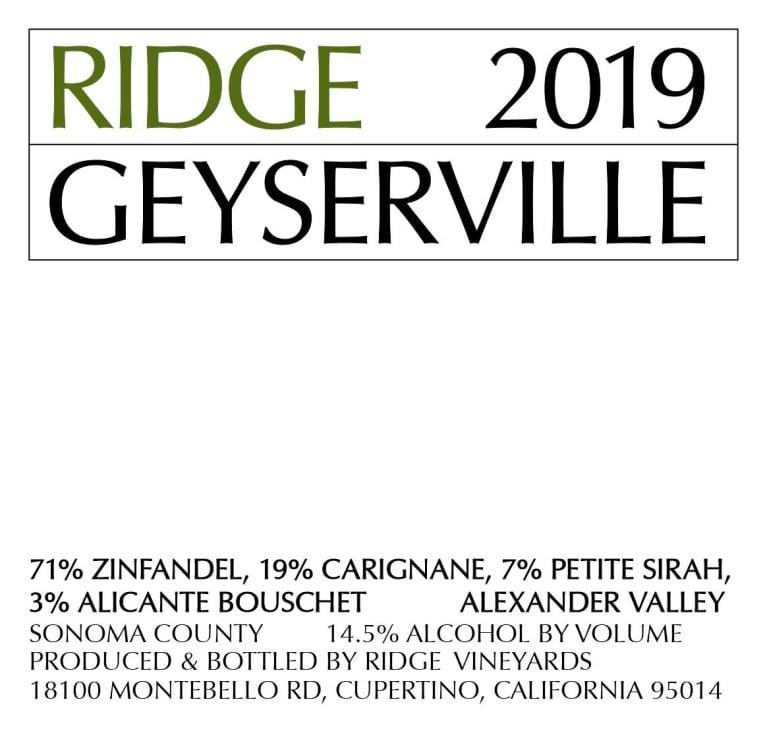 RIDGE 2019
GEYSERVILLE
71% ZINFANDEL, 19% CARIGNANE, 7% PETITE SIRAH,
3% ALICANTE BOUSCHET ALEXANDER VALLEY
SONOMA COUNTY 14.5% ALCOHOL BY VOLUME
PRODUCED & BOTTLED BY RIDGE VINEYARDS
18100 MONTEBELLO RD, CUPERTINO, CALIFORNIA 95014